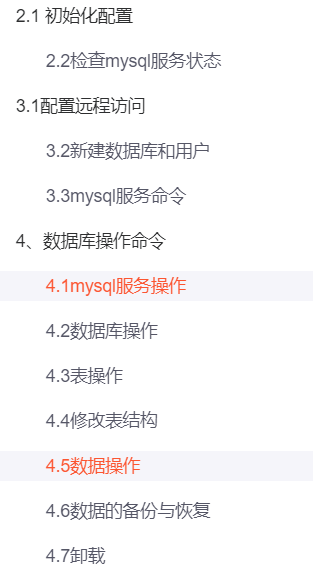 2.1 初始化配置
2.2检查mysql服务状态
3.1配置远程访问
3.2新建数据库和用户
3.3mysql服务命令
4、数据库操作命令
4.1mysql服务操作
4.2数据库操作
4.3表操作
4.4修改表结构
4.5数据操作
4.6数据的备份与恢复
4.7卸载